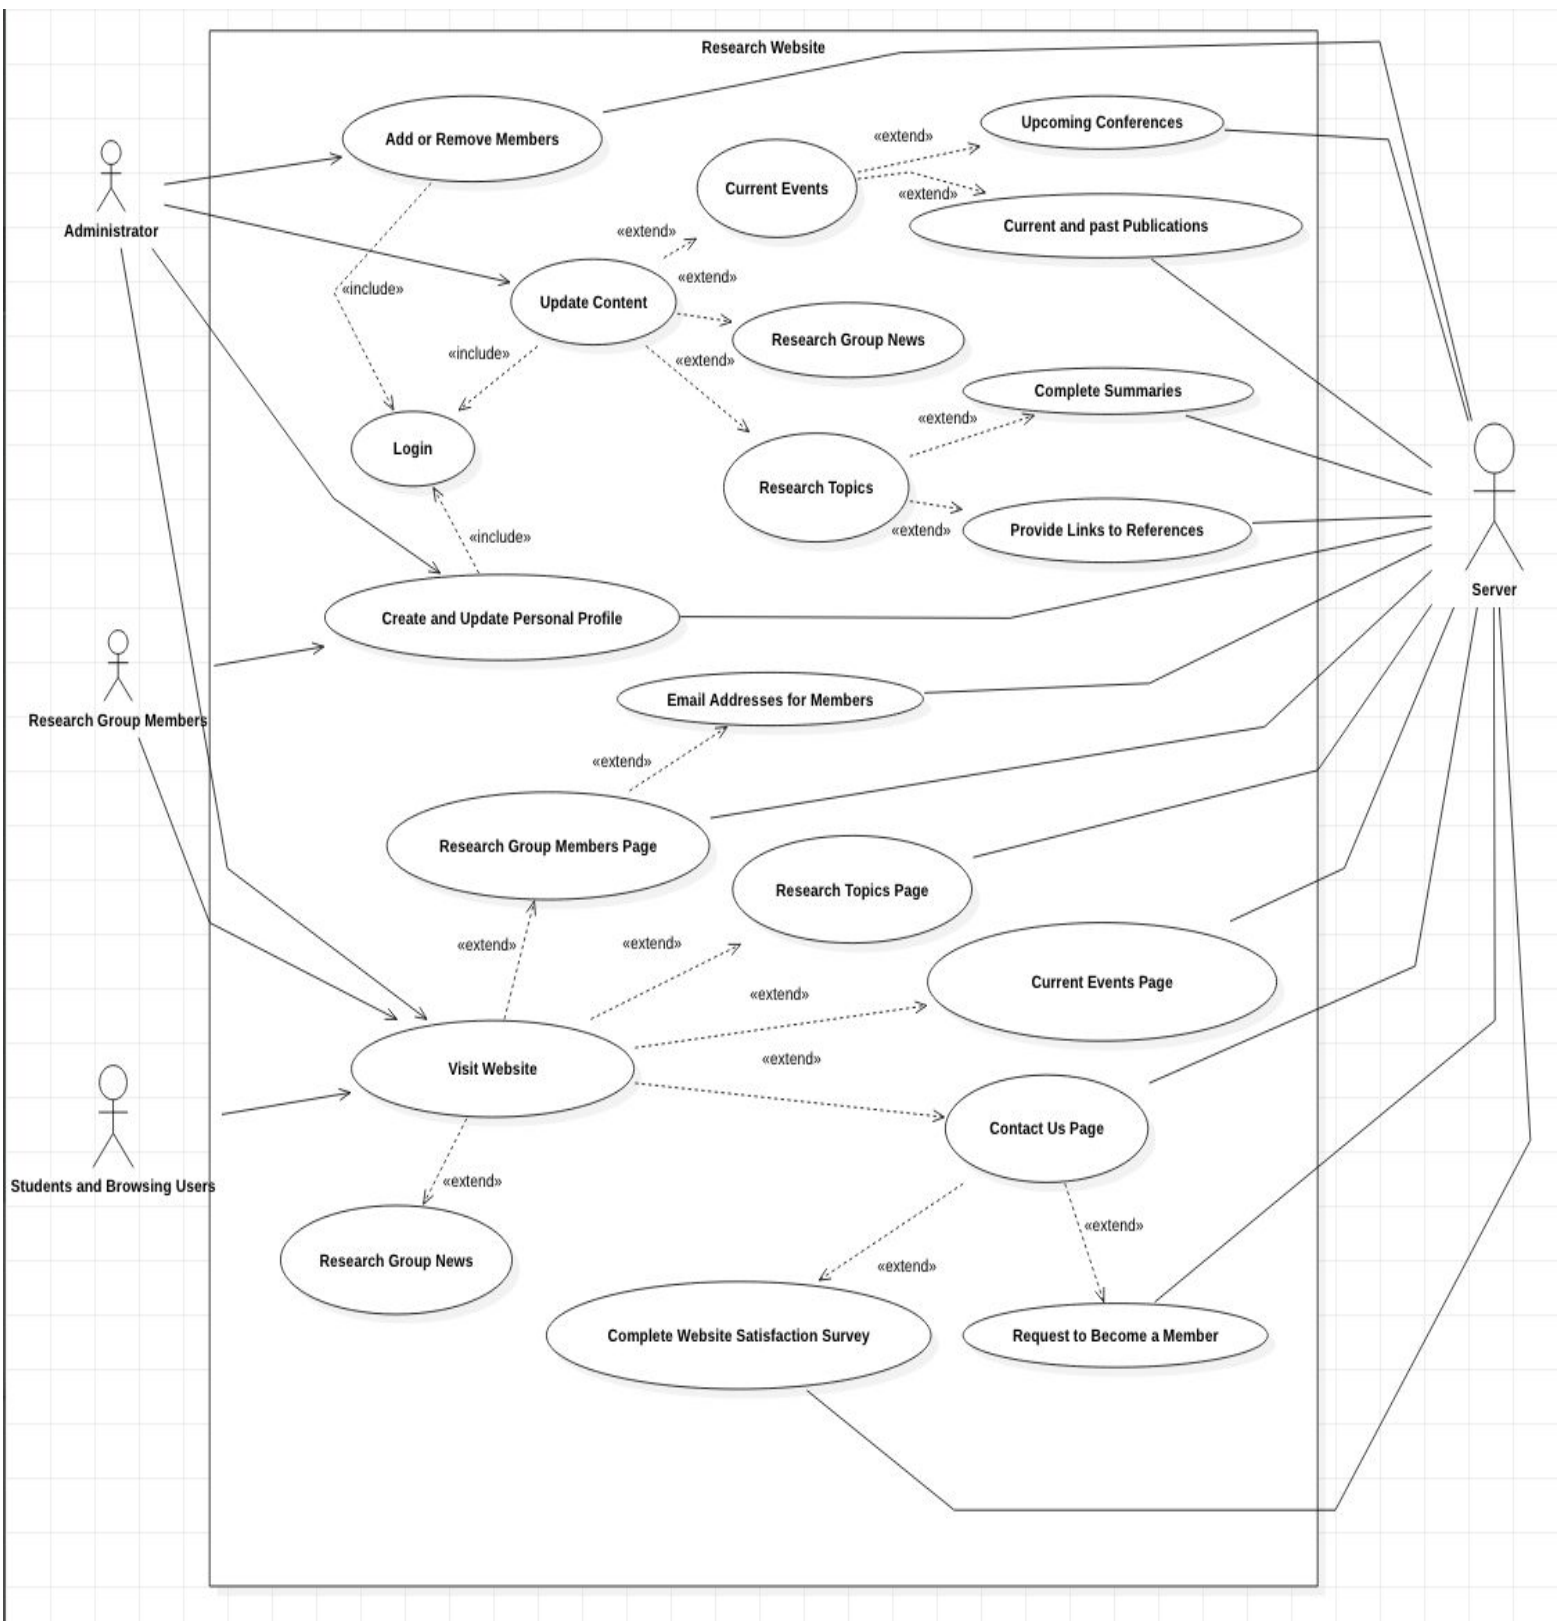 Research Website
Add or Remove Members
Upcoming Conferences
«extend»
Current Events
«extend»
Current and past Publications
Administrator
«extend»
«extend»
«include»
Update Content
Research Group News
«include»
«extend»
Complete Summaries
«extend»
Login
Research Topics
«extend»
Provide Links to References
«include»
Server
Create and Update Personal Profile
Email Addresses for Members
Research Group Members
«extend»
Research Group Members Page
Research Topics Page
«extend»
«extend»
Current Events Page
«extend»
«extend»
Visit Website
Contact Us Page
Students and Browsing Users
«extend»
«extend»
Research Group News
«extend»
Complete Website Satisfaction Survey
Request to Become a Member